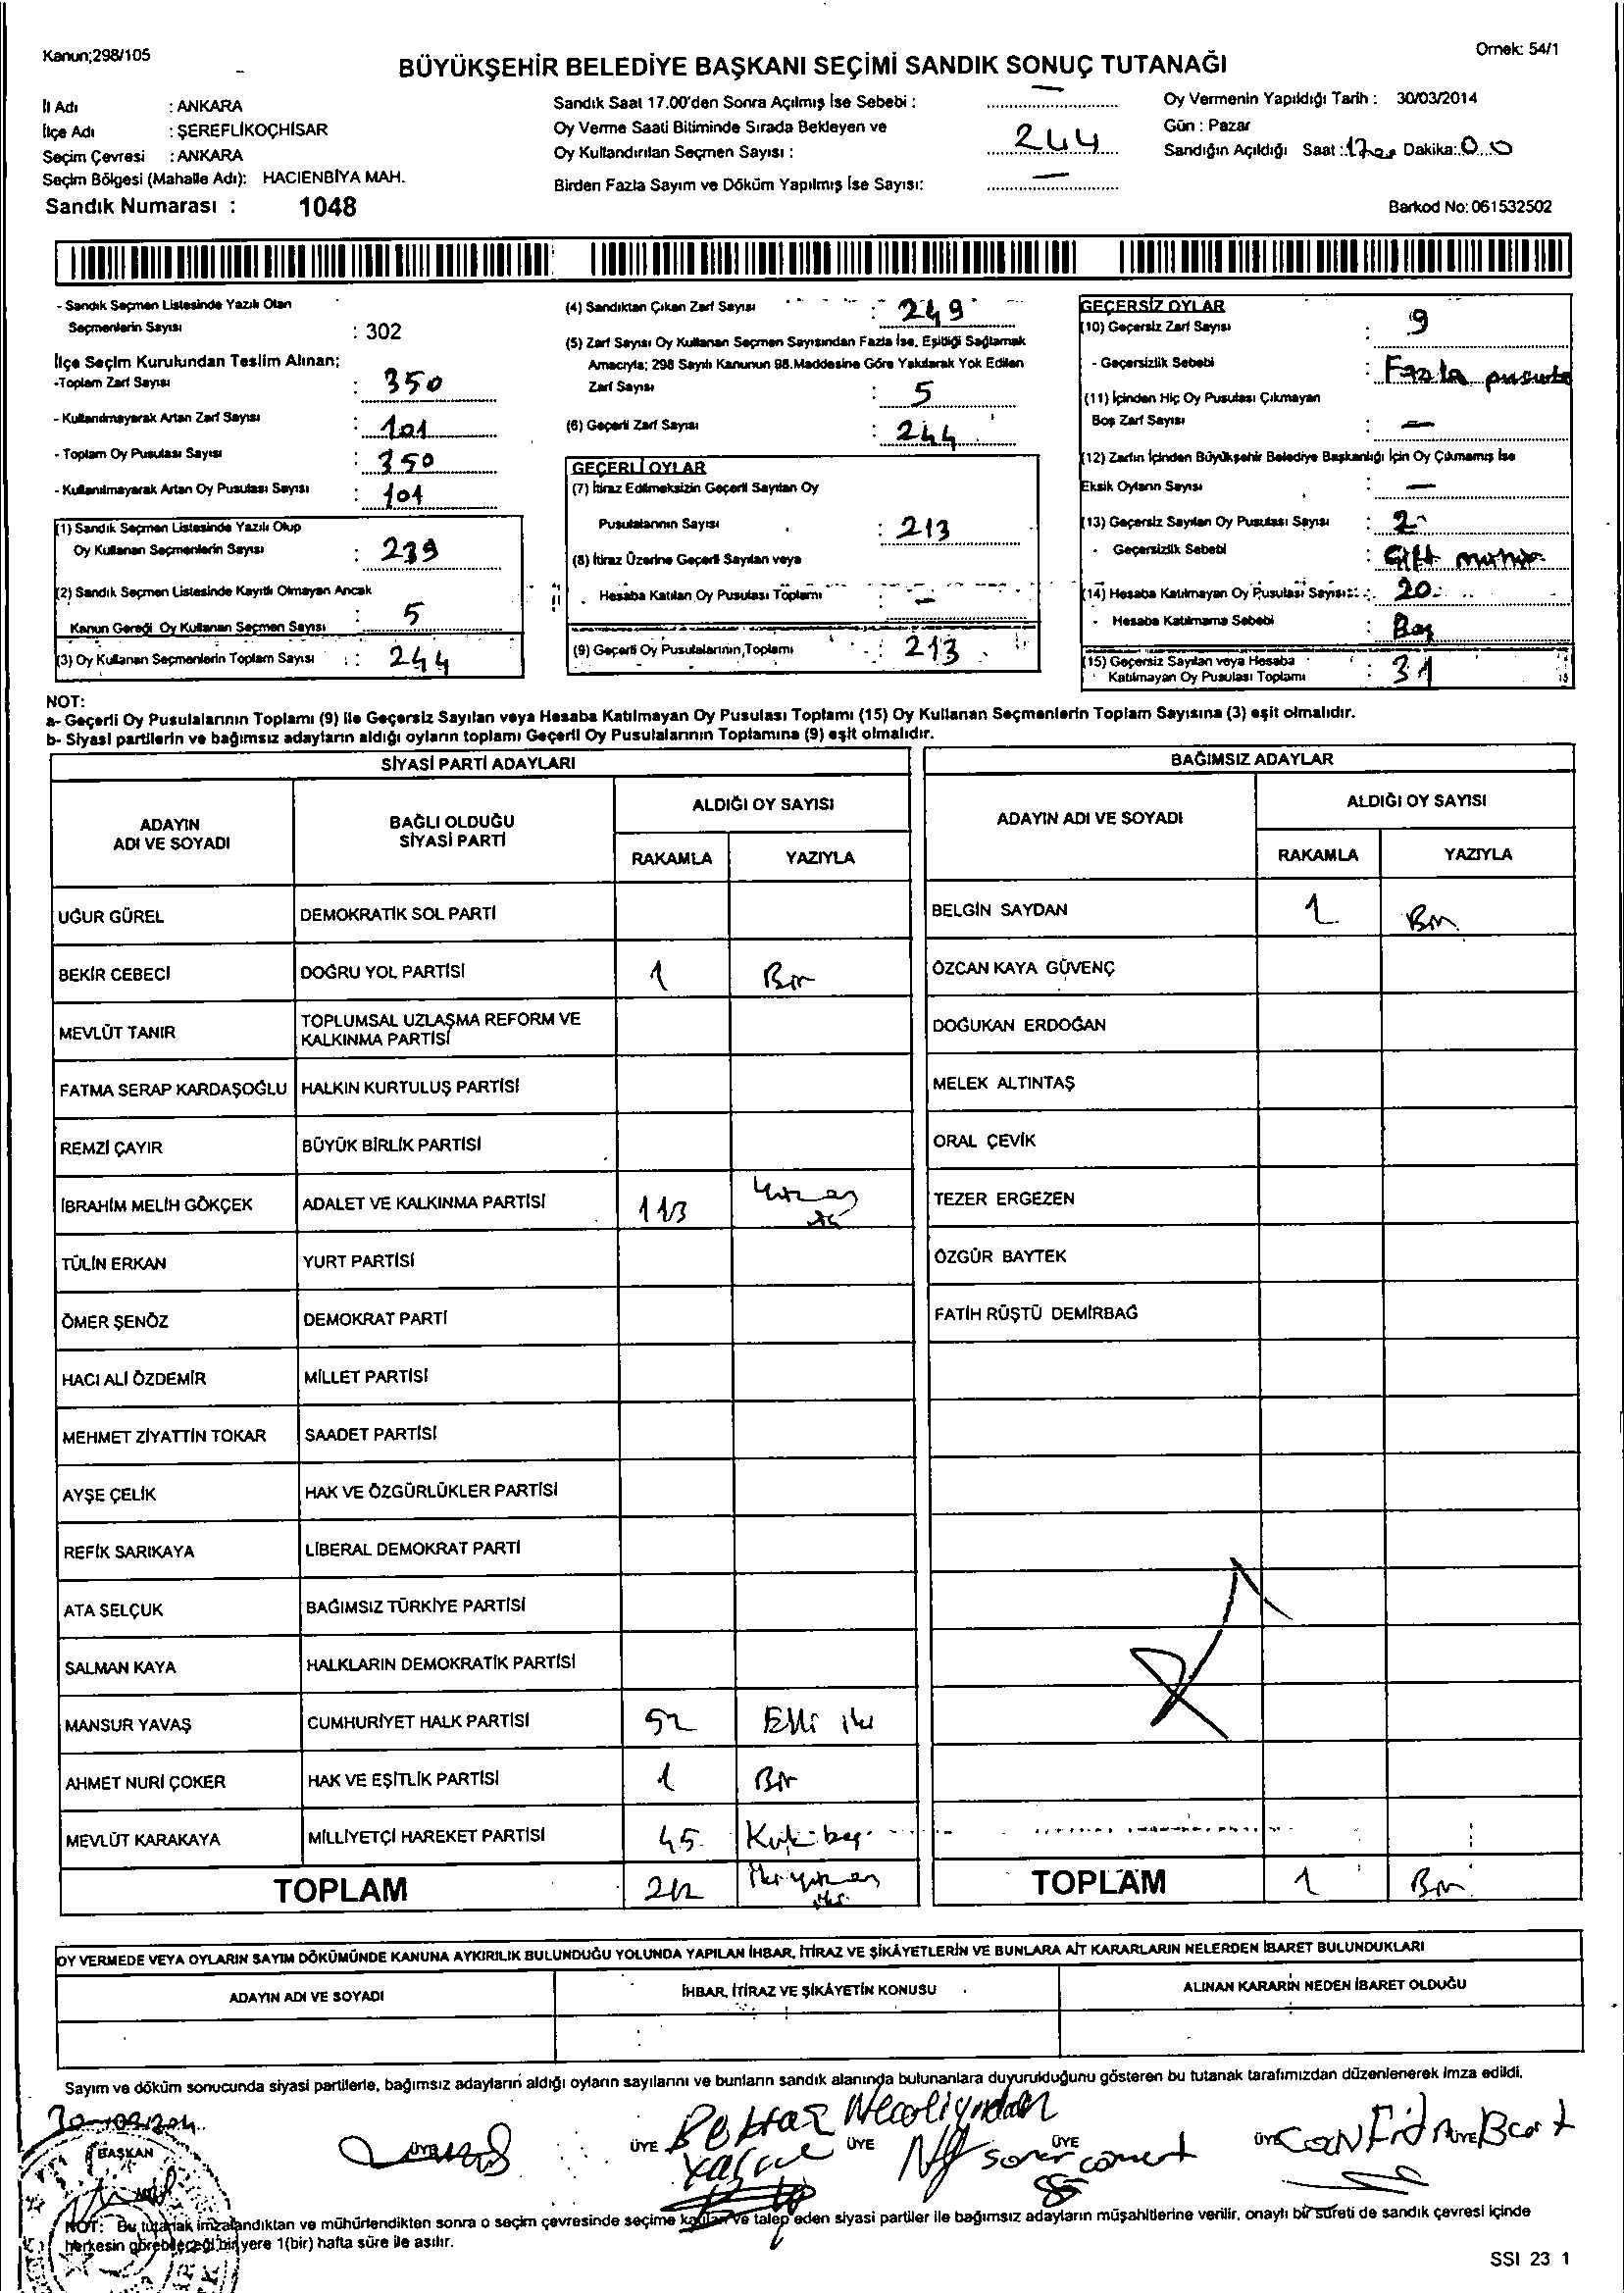 Kanun;298/105
Örnek: 54/1
BÜYÜKŞEHİR BELEDİYE BAŞKANI SEÇİMİ SANDIK SONUÇ TUTANAĞI
İl Adı : ANKARA
İlçe Adı : ŞEREFLİKOÇHİSAR
Seçim Çevresi : ANKARA
Seçim Bölgesi (Mahalle Adı): HACIENBİYA MAH.
Sandık Numarası : 1048
Sandık Saat 17.00'den Sonra Açılmış İse Sebebi : —
Oy Verme Saati Bitiminde Sırada Bekleyen ve
Oy Kullandırılan Seçmen Sayısı : 244
Birden Fazla Sayım ve Döküm Yapılmış İse Sayısı: —
Oy Vermenin Yapıldığı Tarih : 30/03/2014
Gün : Pazar
Sandığın Açıldığı Saat : 17 Dakika: 00
Barkod No: 061532502
- Sandık Seçmen Listesinde Yazılı Olan
Seçmenlerin Sayısı : 302
İlçe Seçim Kurulundan Teslim Alınan;
-Toplam Zarf Sayısı : 350
- Kullanılmayarak Artan Zarf Sayısı : 101
- Toplam Oy Pusulası Sayısı : 350
- Kullanılmayarak Artan Oy Pusulası Sayısı : 101
(1) Sandık Seçmen Listesinde Yazılı Olup
Oy Kullanan Seçmenlerin Sayısı : 239
(2) Sandık Seçmen Listesinde Kayıtlı Olmayan Ancak
Kanun Gereği Oy Kullanan Seçmen Sayısı : 5
(3) Oy Kullanan Seçmenlerin Toplam Sayısı : 244
(4) Sandıktan Çıkan Zarf Sayısı : 249
(5) Zarf Sayısı Oy Kullanan Seçmen Sayısından Fazla İse, Eşitliği Sağlamak
Amacıyla; 298 Sayılı Kanunun 98.Maddesine Göre Yakılarak Yok Edilen
Zarf Sayısı : 5
(6) Geçerli Zarf Sayısı : 244
GEÇERLİ OYLAR
(7) İtiraz Edilmeksizin Geçerli Sayılan Oy
Pusulalarının Sayısı : 213
(8) İtiraz Üzerine Geçerli Sayılan veya
Hesaba Katılan Oy Pusulası Toplamı : —
(9) Geçerli Oy Pusulalarının Toplamı : 213
GEÇERSİZ OYLAR
(10) Geçersiz Zarf Sayısı : 9
- Geçersizlik Sebebi : Fazla pusula
(11) İçinden Hiç Oy Pusulası Çıkmayan
Boş Zarf Sayısı : —
(12) Zarfın İçinden Büyükşehir Belediye Başkanlığı İçin Oy Çıkmamış İse
Eksik Oyların Sayısı : —
(13) Geçersiz Sayılan Oy Pusulası Sayısı : 2
- Geçersizlik Sebebi : Çift mühür
(14) Hesaba Katılmayan Oy Pusulası Sayısı : 20
- Hesaba Katılmama Sebebi : Boş
(15) Geçersiz Sayılan veya Hesaba
Katılmayan Oy Pusulası Toplamı : 31
NOT:
a- Geçerli Oy Pusulalarının Toplamı (9) ile Geçersiz Sayılan veya Hesaba Katılmayan Oy Pusulası Toplamı (15) Oy Kullanan Seçmenlerin Toplam Sayısına (3) eşit olmalıdır.
b- Siyasi partilerin ve bağımsız adayların aldığı oyların toplamı Geçerli Oy Pusulalarının Toplamına (9) eşit olmalıdır.
SİYASİ PARTİ ADAYLARI
ADAYIN ADI VE SOYADI BAĞLI OLDUĞU SİYASİ PARTİ ALDIĞI OY SAYISI
RAKAMLA YAZIYLA
UĞUR GÜREL DEMOKRATİK SOL PARTİ
BEKİR CEBECİ DOĞRU YOL PARTİSİ 1 Bir
MEVLÜT TANIR TOPLUMSAL UZLAŞMA REFORM VE KALKINMA PARTİSİ
FATMA SERAP KARDAŞOĞLU HALKIN KURTULUŞ PARTİSİ
REMZİ ÇAYIR BÜYÜK BİRLİK PARTİSİ
İBRAHİM MELİH GÖKÇEK ADALET VE KALKINMA PARTİSİ 113
TÜLİN ERKAN YURT PARTİSİ
ÖMER ŞENÖZ DEMOKRAT PARTİ
HACI ALİ ÖZDEMİR MİLLET PARTİSİ
MEHMET ZİYATTİN TOKAR SAADET PARTİSİ
AYŞE ÇELİK HAK VE ÖZGÜRLÜKLER PARTİSİ
REFİK SARIKAYA LİBERAL DEMOKRAT PARTİ
ATA SELÇUK BAĞIMSIZ TÜRKİYE PARTİSİ
SALMAN KAYA HALKLARIN DEMOKRATİK PARTİSİ
MANSUR YAVAŞ CUMHURİYET HALK PARTİSİ 52 Elli iki
AHMET NURİ ÇOKER HAK VE EŞİTLİK PARTİSİ 1 Bir
MEVLÜT KARAKAYA MİLLİYETÇİ HAREKET PARTİSİ 45 Kırk beş
TOPLAM 212
BAĞIMSIZ ADAYLAR
ADAYIN ADI VE SOYADI ALDIĞI OY SAYISI
RAKAMLA YAZIYLA
BELGİN SAYDAN 1 Bir
ÖZCAN KAYA GÜVENÇ
DOĞUKAN ERDOĞAN
MELEK ALTINTAŞ
ORAL ÇEVİK
TEZER ERGEZEN
ÖZGÜR BAYTEK
FATİH RÜŞTÜ DEMİRBAĞ
TOPLAM 1 Bir
OY VERMEDE VEYA OYLARIN SAYIM DÖKÜMÜNDE KANUNA AYKIRILIK BULUNDUĞU YOLUNDA YAPILAN İHBAR, İTİRAZ VE ŞİKÂYETLERİN VE BUNLARA AİT KARARLARIN NELERDEN İBARET BULUNDUKLARI
ADAYIN ADI VE SOYADI İHBAR, İTİRAZ VE ŞİKÂYETİN KONUSU ALINAN KARARIN NEDEN İBARET OLDUĞU
Sayım ve döküm sonucunda siyasi partilerle, bağımsız adayların aldığı oyların sayılarını ve bunların sandık alanında bulunanlara duyurulduğunu gösteren bu tutanak tarafımızdan düzenlenerek imza edildi.
BAŞKAN ÜYE ÜYE ÜYE ÜYE ÜYE ÜYE
NOT: Bu tutanak imzalandıktan ve mühürlendikten sonra o seçim çevresinde seçime katılan ve talep eden siyasi partiler ile bağımsız adayların müşahitlerine verilir, onaylı bir sureti de sandık çevresi içinde
herkesin görebileceği bir yere 1(bir) hafta süre ile asılır.
SSI 23 1